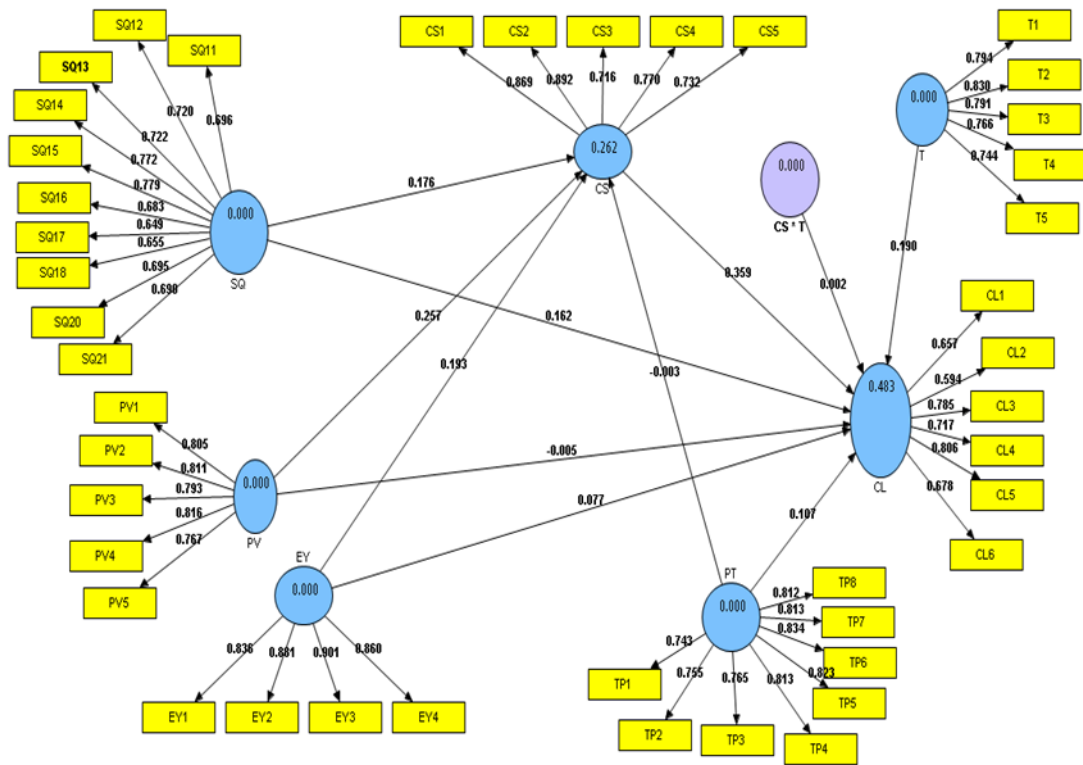 SQ12
SQ11
SQ13
SQ14
SQ15
SQ16
SQ17
SQ18
SQ20
SQ21
0.720
0.696
0.722
0.772
0.779
0.683
0.649
0.655
0.695
0.698
0.000
SQ
CS1
CS2
CS3
CS4
CS5
0.869
0.892
0.716
0.770
0.732
0.262
CS
T1
T2
T3
T4
T5
0.794
0.830
0.791
0.766
0.744
0.000
T
0.000
CS * T
0.176
0.162
0.257
0.193
-0.003
0.359
0.002
0.190
-0.005
0.077
0.107
CL1
CL2
CL3
CL4
CL5
CL6
0.657
0.594
0.785
0.717
0.806
0.678
0.483
CL
PV1
PV2
PV3
PV4
PV5
0.805
0.811
0.793
0.816
0.767
0.000
PV
EY
0.000
0.836
0.881
0.901
0.860
EY1
EY2
EY3
EY4
PT
0.000
TP8
TP7
TP6
TP5
TP4
TP3
TP2
TP1
0.812
0.813
0.834
0.823
0.813
0.765
0.755
0.743